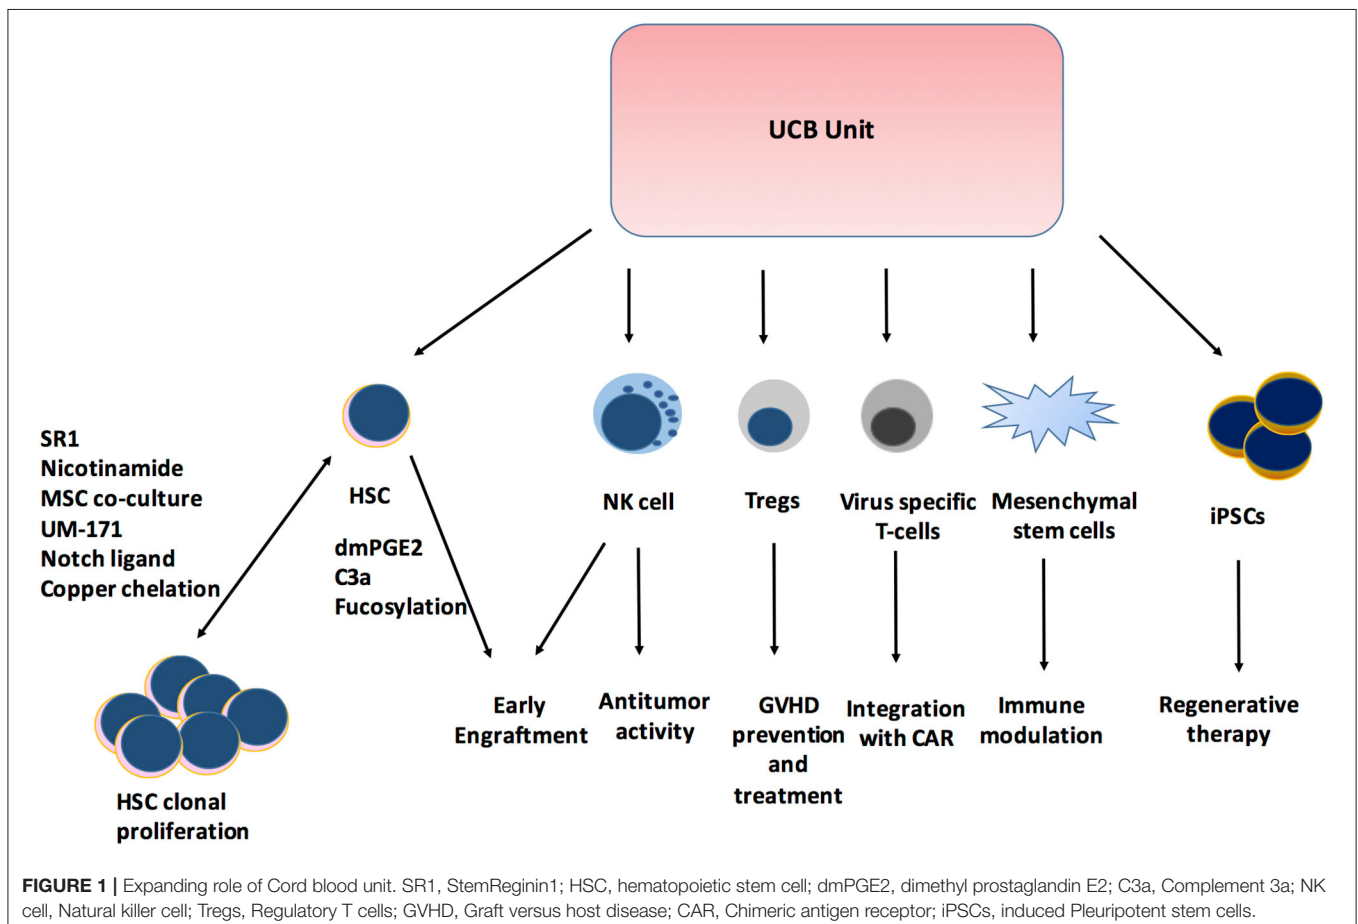 UCB Unit
SR1
Nicotinamide
MSC co-culture
UM-171
Notch ligand
Copper chelation
HSC
dmPGE2
C3a
Fucosylation
NK cell
Tregs
Virus specific
T-cells
Mesenchymal
stem cells
iPSCs
HSC clonal
proliferation
Early
Engraftment
Antitumor
activity
GVHD
prevention
and
treatment
Integration
with CAR
Immune
modulation
Regenerative
therapy
FIGURE 1 | Expanding role of Cord blood unit. SR1, StemReginin1; HSC, hematopoietic stem cell; dmPGE2, dimethyl prostaglandin E2; C3a, Complement 3a; NK
cell, Natural killer cell; Tregs, Regulatory T cells; GVHD, Graft versus host disease; CAR, Chimeric antigen receptor; iPSCs, induced Pleuripotent stem cells.